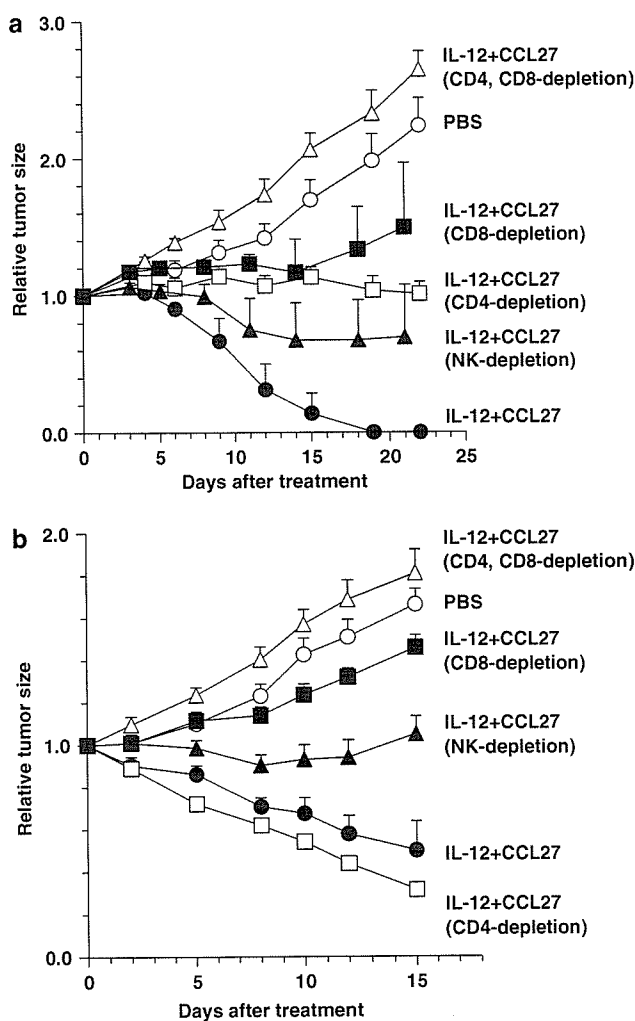 a
3.0
2.0
1.0
0.0
Relative tumor size
0
5
10
15
20
25
Days after treatment
IL-12+CCL27
(CD4, CD8-depletion)
PBS
IL-12+CCL27
(CD8-depletion)
IL-12+CCL27
(CD4-depletion)
IL-12+CCL27
(NK-depletion)
IL-12+CCL27
b
2.0
1.0
0.0
Relative tumor size
0
5
10
15
Days after treatment
IL-12+CCL27
(CD4, CD8-depletion)
PBS
IL-12+CCL27
(CD8-depletion)
IL-12+CCL27
(NK-depletion)
IL-12+CCL27
IL-12+CCL27
(CD4-depletion)